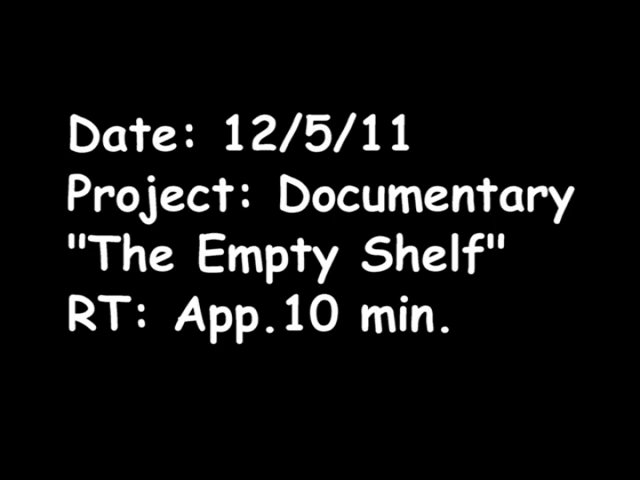 Date: 12/5/11
Project: Documentary
"The Empty Shelf"
RT: App.10 min.